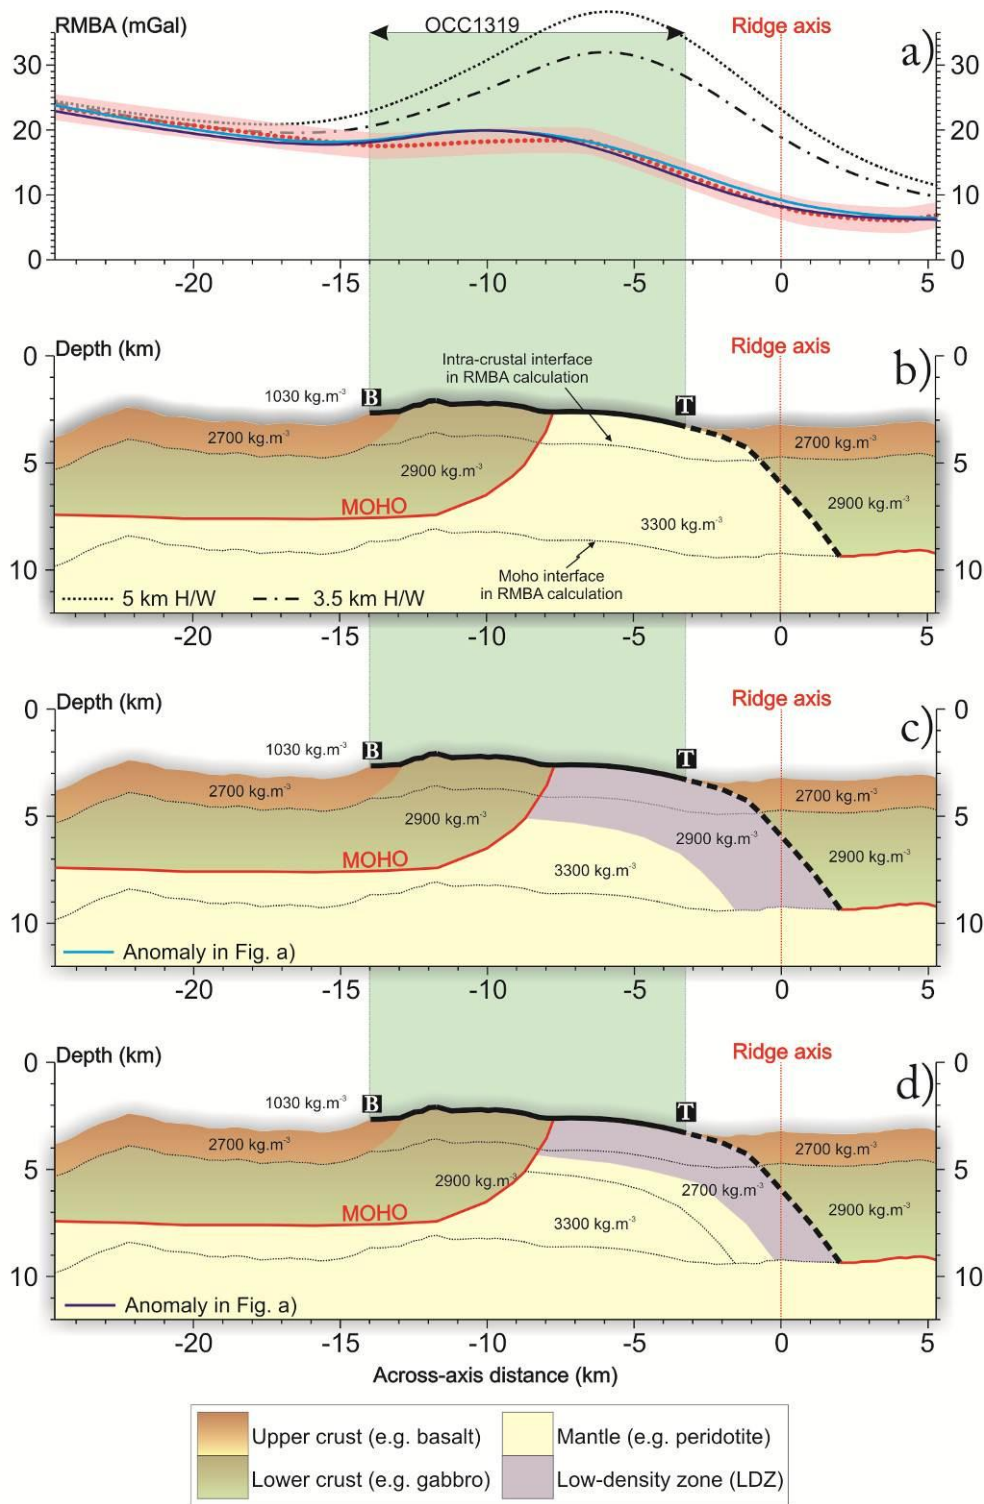 RMBA (mGal)
OCC1319
Ridge axis
a)
30
20
10
0
30
20
10
0
-20
-15
-10
-5
0
5
Depth (km)
Ridge axis
b)
Intra-crustal interface
in RMBA calculation
1030 kg.m⁻³
B
T
2700 kg.m⁻³
2700 kg.m⁻³
2900 kg.m⁻³
2900 kg.m⁻³
MOHO
3300 kg.m⁻³
Moho interface
in RMBA calculation
5 km H/W
3.5 km H/W
0
5
10
0
5
10
-20
-15
-10
-5
0
5
Depth (km)
Ridge axis
c)
1030 kg.m⁻³
B
T
2700 kg.m⁻³
2700 kg.m⁻³
2900 kg.m⁻³
2900 kg.m⁻³
2900 kg.m⁻³
MOHO
3300 kg.m⁻³
Anomaly in Fig. a)
0
5
10
0
5
10
-20
-15
-10
-5
0
5
Depth (km)
Ridge axis
d)
1030 kg.m⁻³
B
T
2700 kg.m⁻³
2700 kg.m⁻³
2900 kg.m⁻³
2700 kg.m⁻³
2900 kg.m⁻³
MOHO
3300 kg.m⁻³
Anomaly in Fig. a)
0
5
10
0
5
10
-20
-15
-10
-5
0
5
Across-axis distance (km)
Upper crust (e.g. basalt)
Mantle (e.g. peridotite)
Lower crust (e.g. gabbro)
Low-density zone (LDZ)